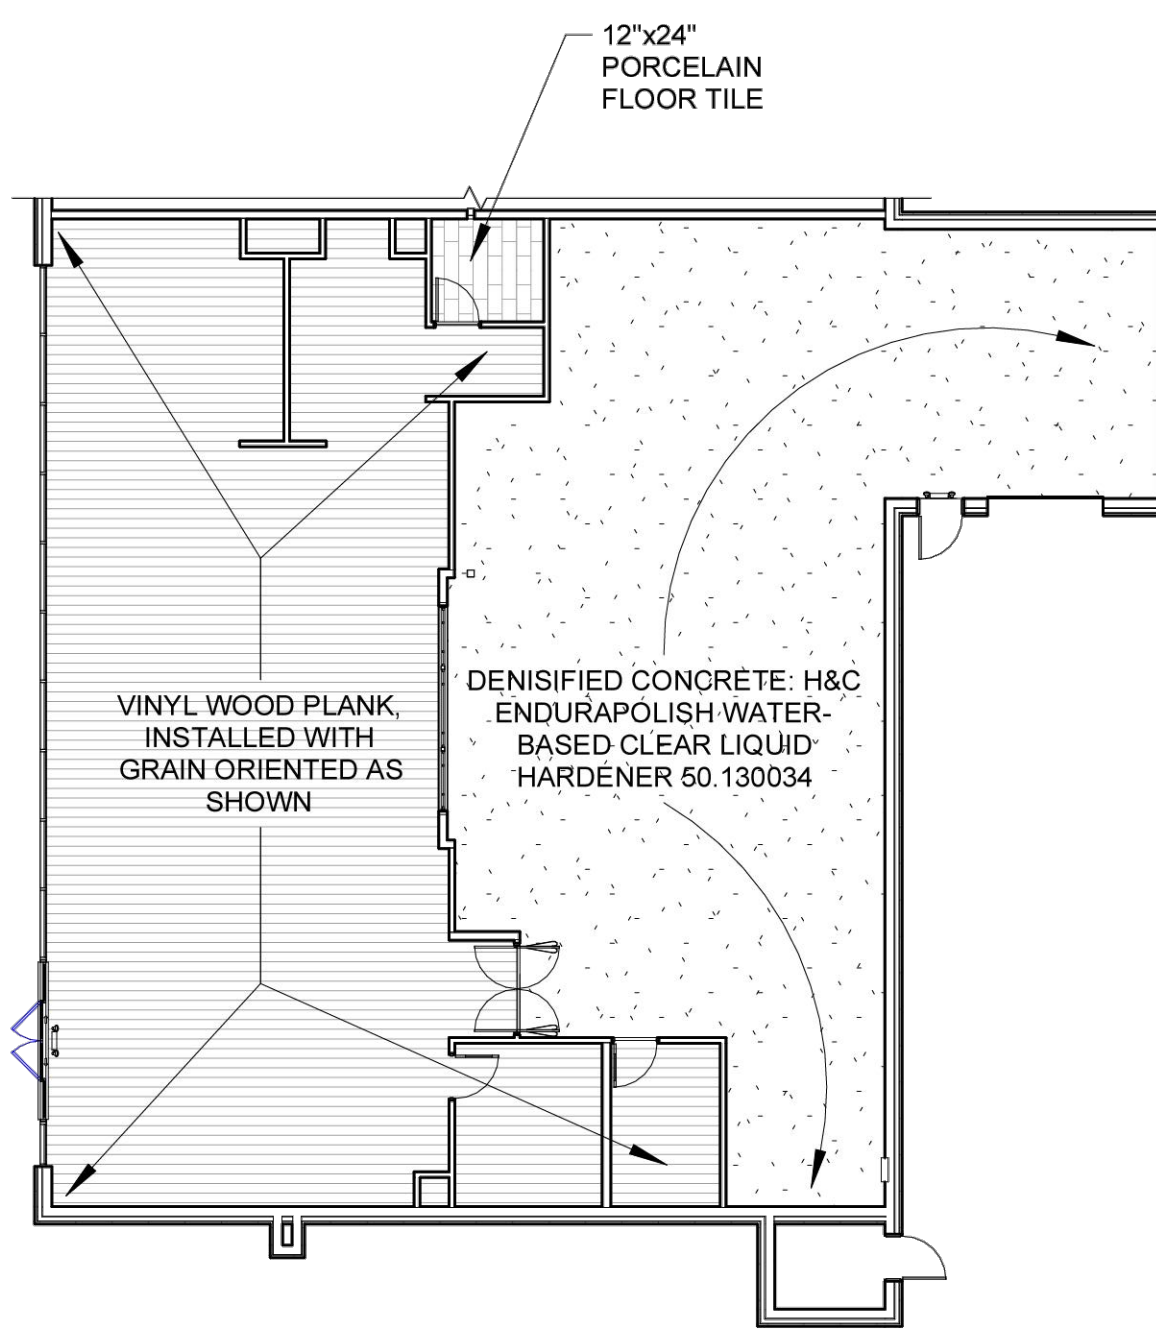 12"x24"
PORCELAIN
FLOOR TILE
VINYL WOOD PLANK,
INSTALLED WITH
GRAIN ORIENTED AS
SHOWN
DENISIFIED CONCRETE: H&C
ENDURAPOLISH WATER-
BASED CLEAR LIQUID
HARDENER 50.130034